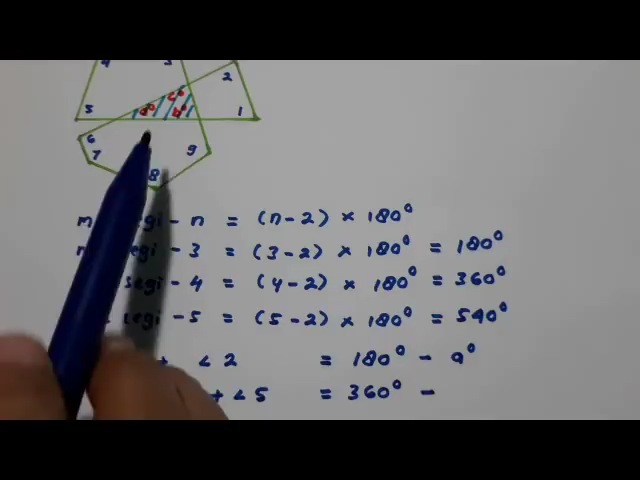 4 3
2
c°
5 a° b° 1
6
7 9
8
m segi - n = (n - 2) × 180°
segi - 3 = (3 - 2) × 180° = 180°
segi - 4 = (4 - 2) × 180° = 360°
segi - 5 = (5 - 2) × 180° = 540°
+ ∠2 = 180° - a°
+ ∠5 = 360° -